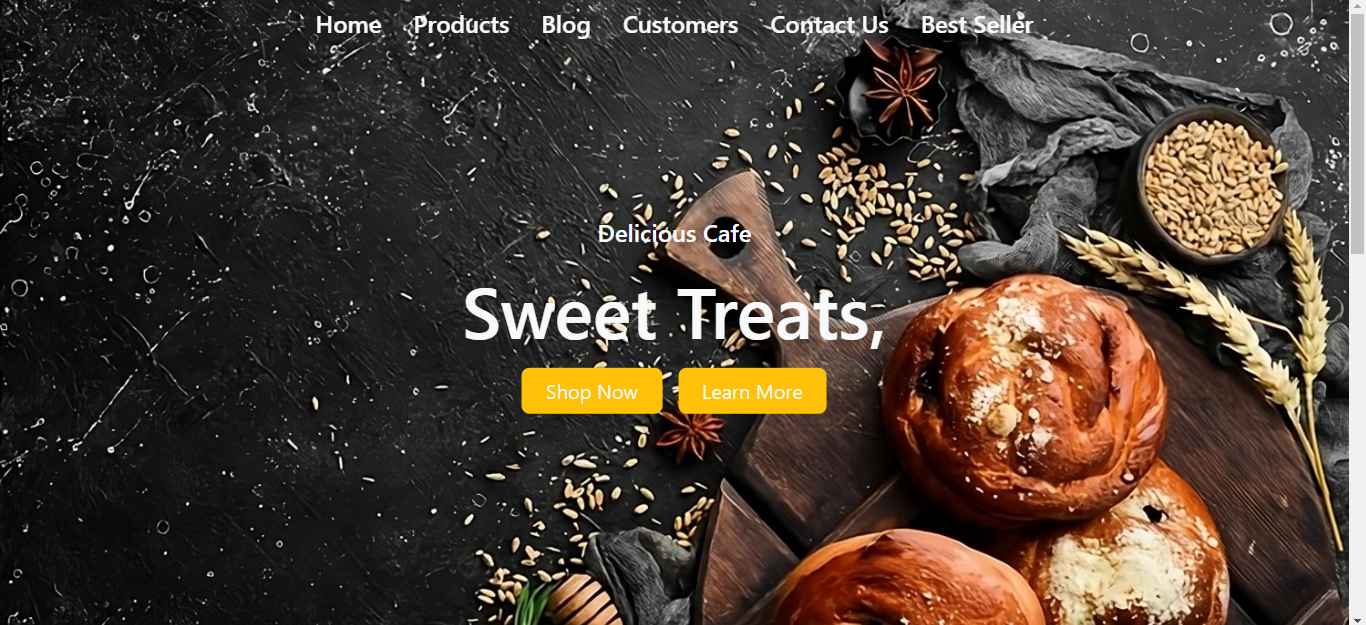 Home Products Blog Customers Contact Us Best Seller
Delicious Cafe
Sweet Treats,
Shop Now Learn More